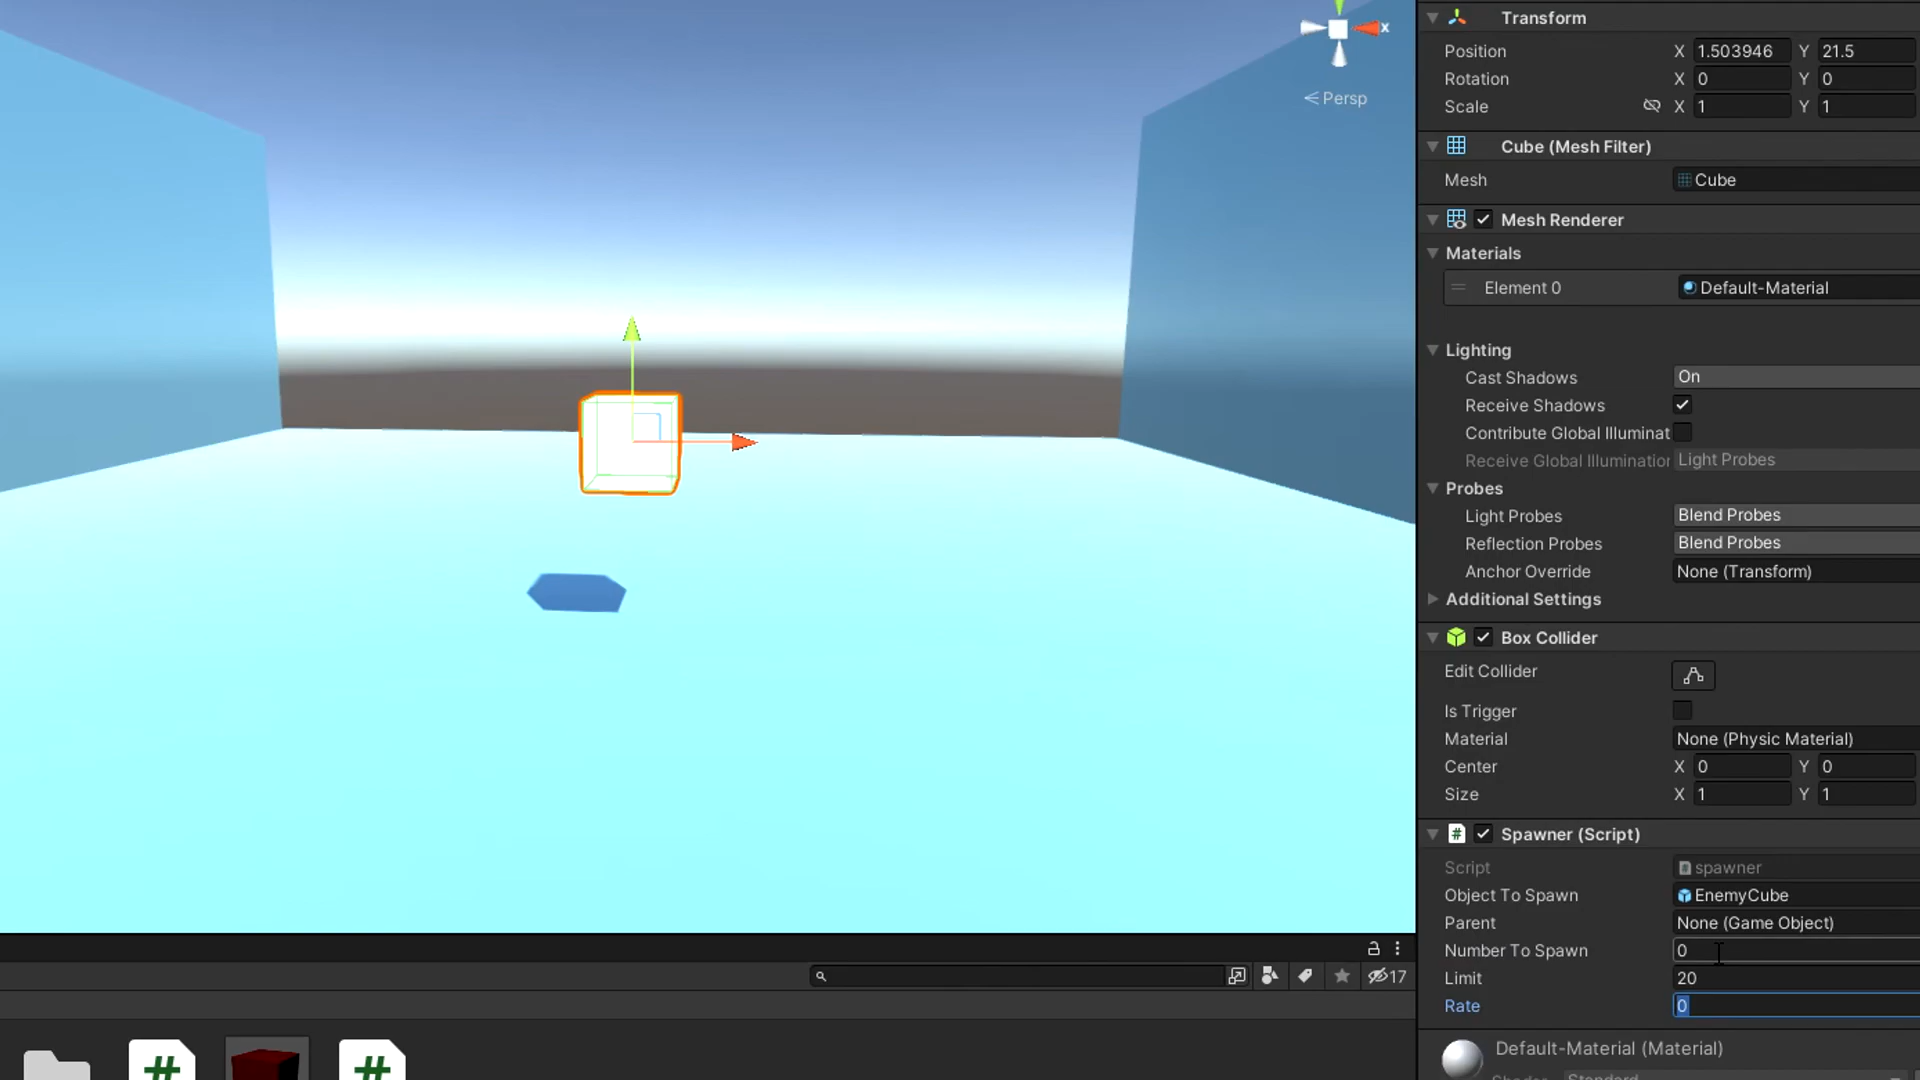 x
Persp
Transform
Position X 1.503946 Y 21.5
Rotation X 0 Y 0
Scale X 1 Y 1
Cube (Mesh Filter)
Mesh Cube
Mesh Renderer
Materials
Element 0 Default-Material
Lighting
Cast Shadows On
Receive Shadows
Contribute Global Illuminat
Receive Global Illumination Light Probes
Probes
Light Probes Blend Probes
Reflection Probes Blend Probes
Anchor Override None (Transform)
Additional Settings
Box Collider
Edit Collider
Is Trigger
Material None (Physic Material)
Center X 0 Y 0
Size X 1 Y 1
# Spawner (Script)
Script spawner
Object To Spawn EnemyCube
Parent None (Game Object)
Number To Spawn 0
Limit 20
Rate 0
Default-Material (Material)
Shader Standard
17
# #